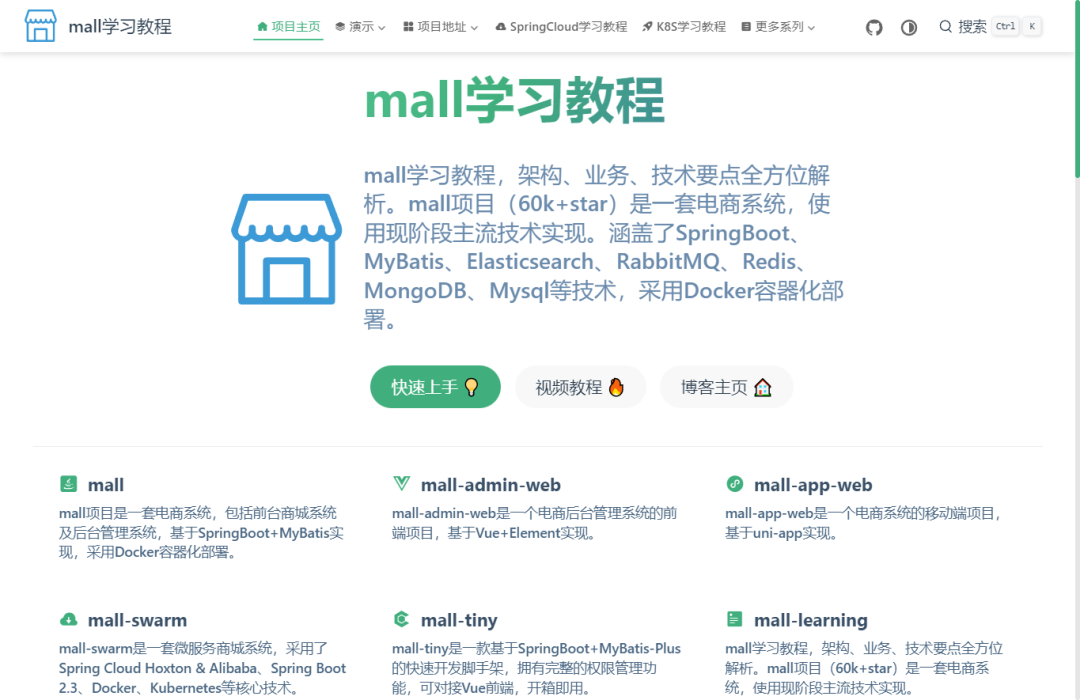 mall学习教程
项目主页
演示
项目地址
SpringCloud学习教程
K8S学习教程
更多系列
搜索
Ctrl
K
mall学习教程
mall学习教程，架构、业务、技术要点全方位解
析。mall项目（60k+star）是一套电商系统，使
用现阶段主流技术实现。涵盖了SpringBoot、
MyBatis、Elasticsearch、RabbitMQ、Redis、
MongoDB、Mysql等技术，采用Docker容器化部
署。
快速上手💡
视频教程🔥
博客主页🏠
mall
mall项目是一套电商系统，包括前台商城系统
及后台管理系统，基于SpringBoot+MyBatis实
现，采用Docker容器化部署。
mall-admin-web
mall-admin-web是一个电商后台管理系统的前
端项目，基于Vue+Element实现。
mall-app-web
mall-app-web是一个电商系统的移动端项目，
基于uni-app实现。
mall-swarm
mall-swarm是一套微服务商城系统，采用了
Spring Cloud Hoxton & Alibaba、Spring Boot
2.3、Docker、Kubernetes等核心技术。
mall-tiny
mall-tiny是一款基于SpringBoot+MyBatis-Plus
的快速开发脚手架，拥有完整的权限管理功
能，可对接Vue前端，开箱即用。
mall-learning
mall学习教程，架构、业务、技术要点全方位
解析。mall项目（60k+star）是一套电商系
统，使用现阶段主流技术实现。